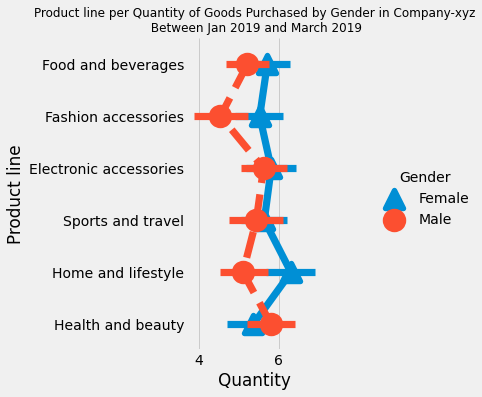 Product line per Quantity of Goods Purchased by Gender in Company-xyz
Between Jan 2019 and March 2019
Food and beverages
Fashion accessories
Electronic accessories
Sports and travel
Home and lifestyle
Health and beauty
Product line
4 6
Quantity
Gender
Female
Male